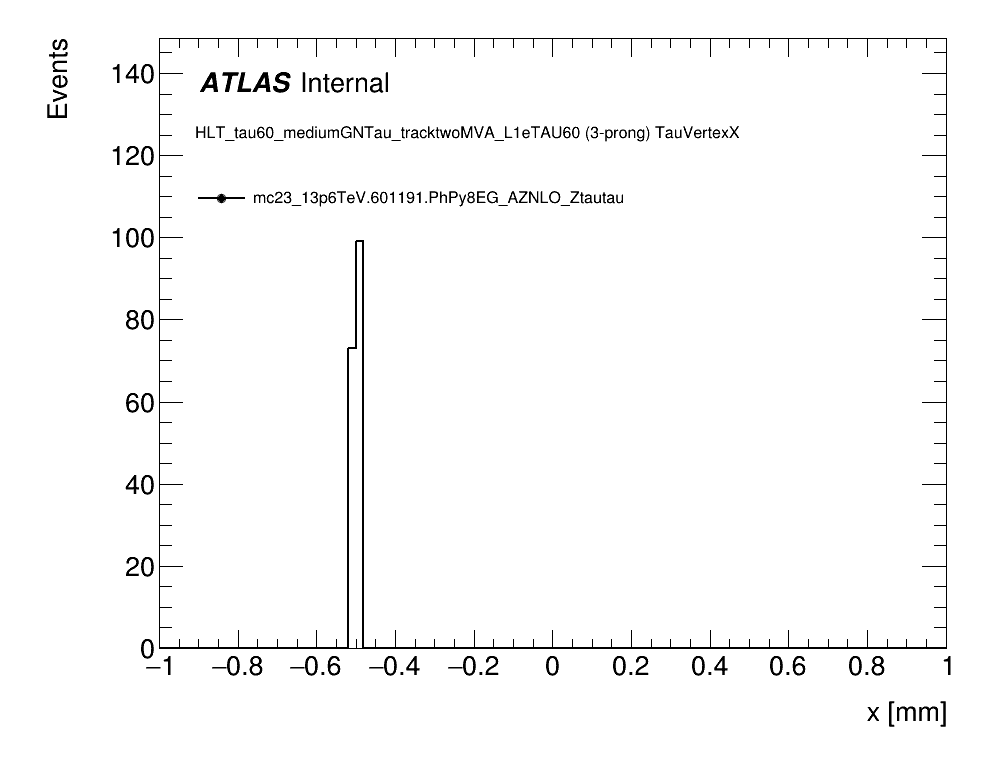 Events
140
120
100
80
60
40
20
0
ATLAS Internal
HLT_tau60_mediumGNTau_tracktwoMVA_L1eTAU60 (3-prong) TauVertexX
mc23_13p6TeV.601191.PhPy8EG_AZNLO_Ztautau
−1 −0.8 −0.6 −0.4 −0.2 0 0.2 0.4 0.6 0.8 1
x [mm]